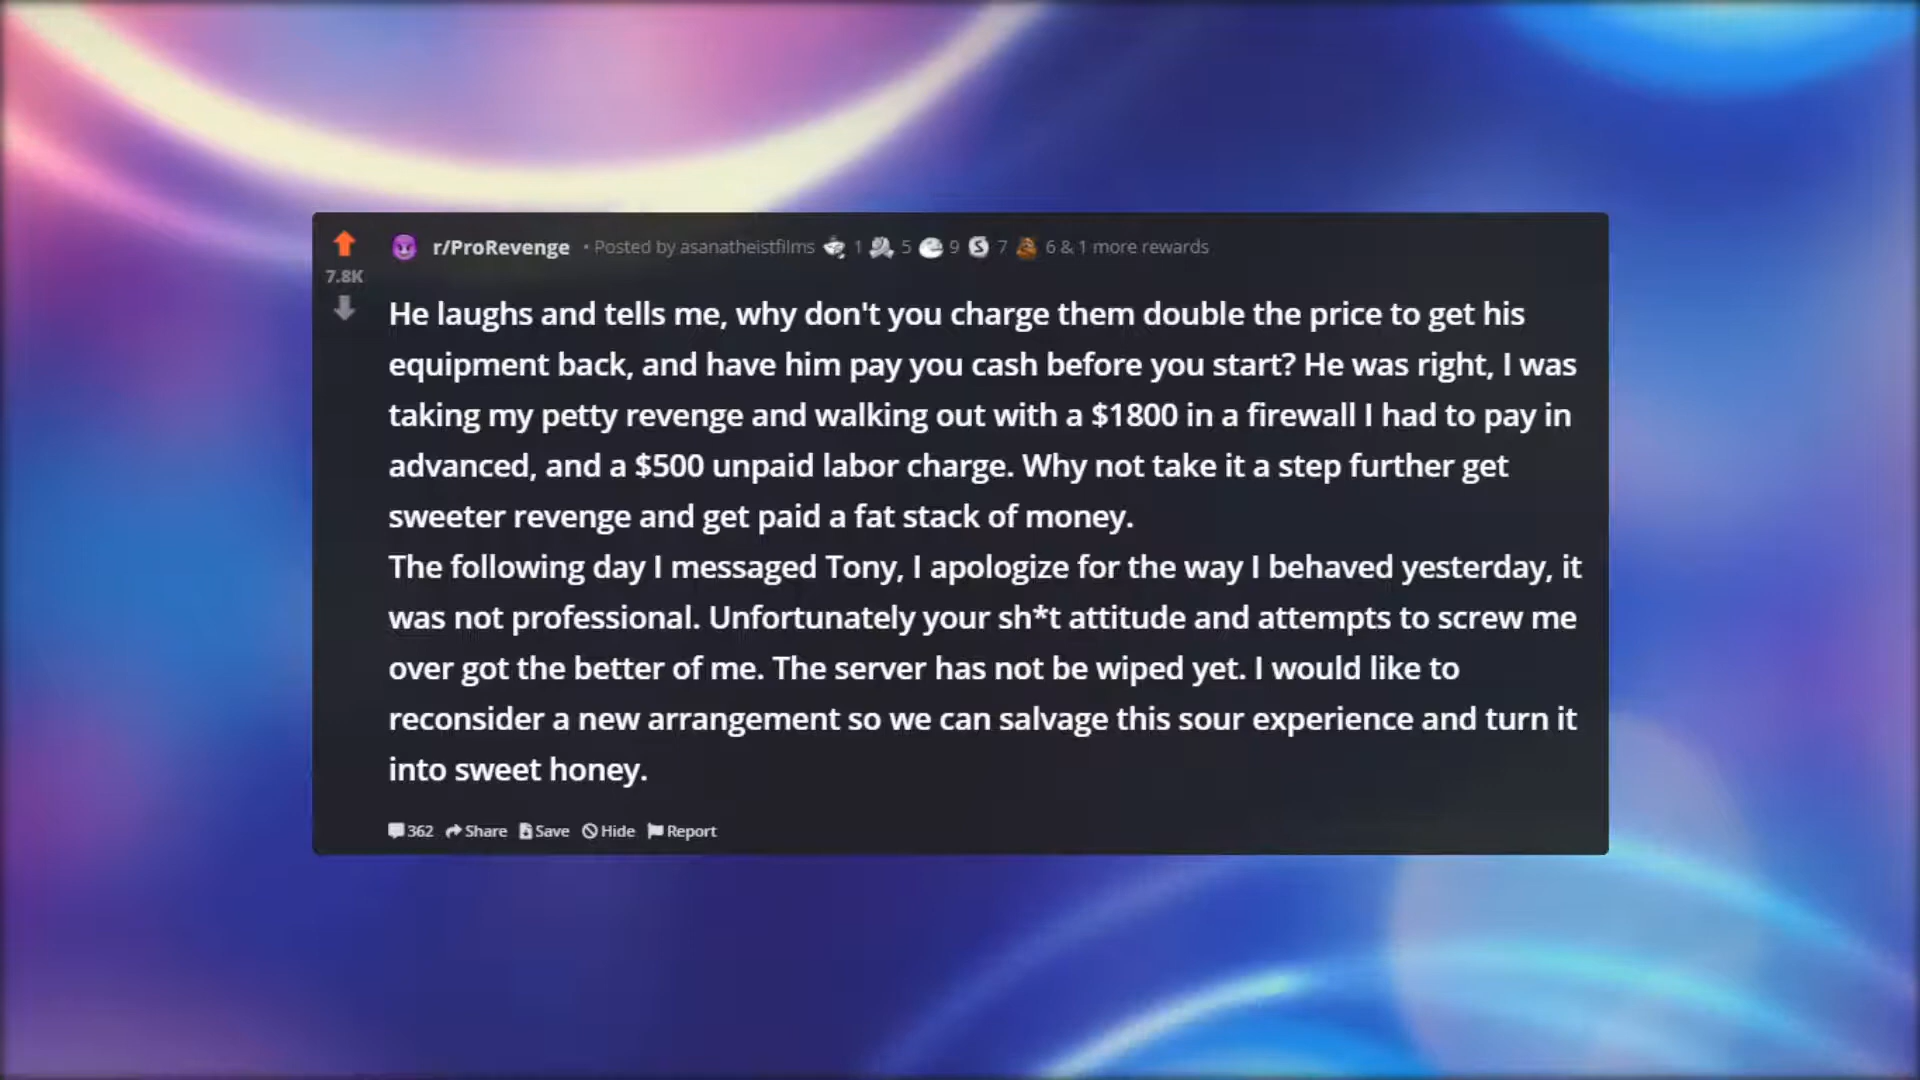 r/ProRevenge • Posted by asanatheistfilms 1 5 9 7 6 & 1 more rewards
7.8K
He laughs and tells me, why don't you charge them double the price to get his
equipment back, and have him pay you cash before you start? He was right, I was
taking my petty revenge and walking out with a $1800 in a firewall I had to pay in
advanced, and a $500 unpaid labor charge. Why not take it a step further get
sweeter revenge and get paid a fat stack of money.
The following day I messaged Tony, I apologize for the way I behaved yesterday, it
was not professional. Unfortunately your sh*t attitude and attempts to screw me
over got the better of me. The server has not be wiped yet. I would like to
reconsider a new arrangement so we can salvage this sour experience and turn it
into sweet honey.
362 Share Save Hide Report